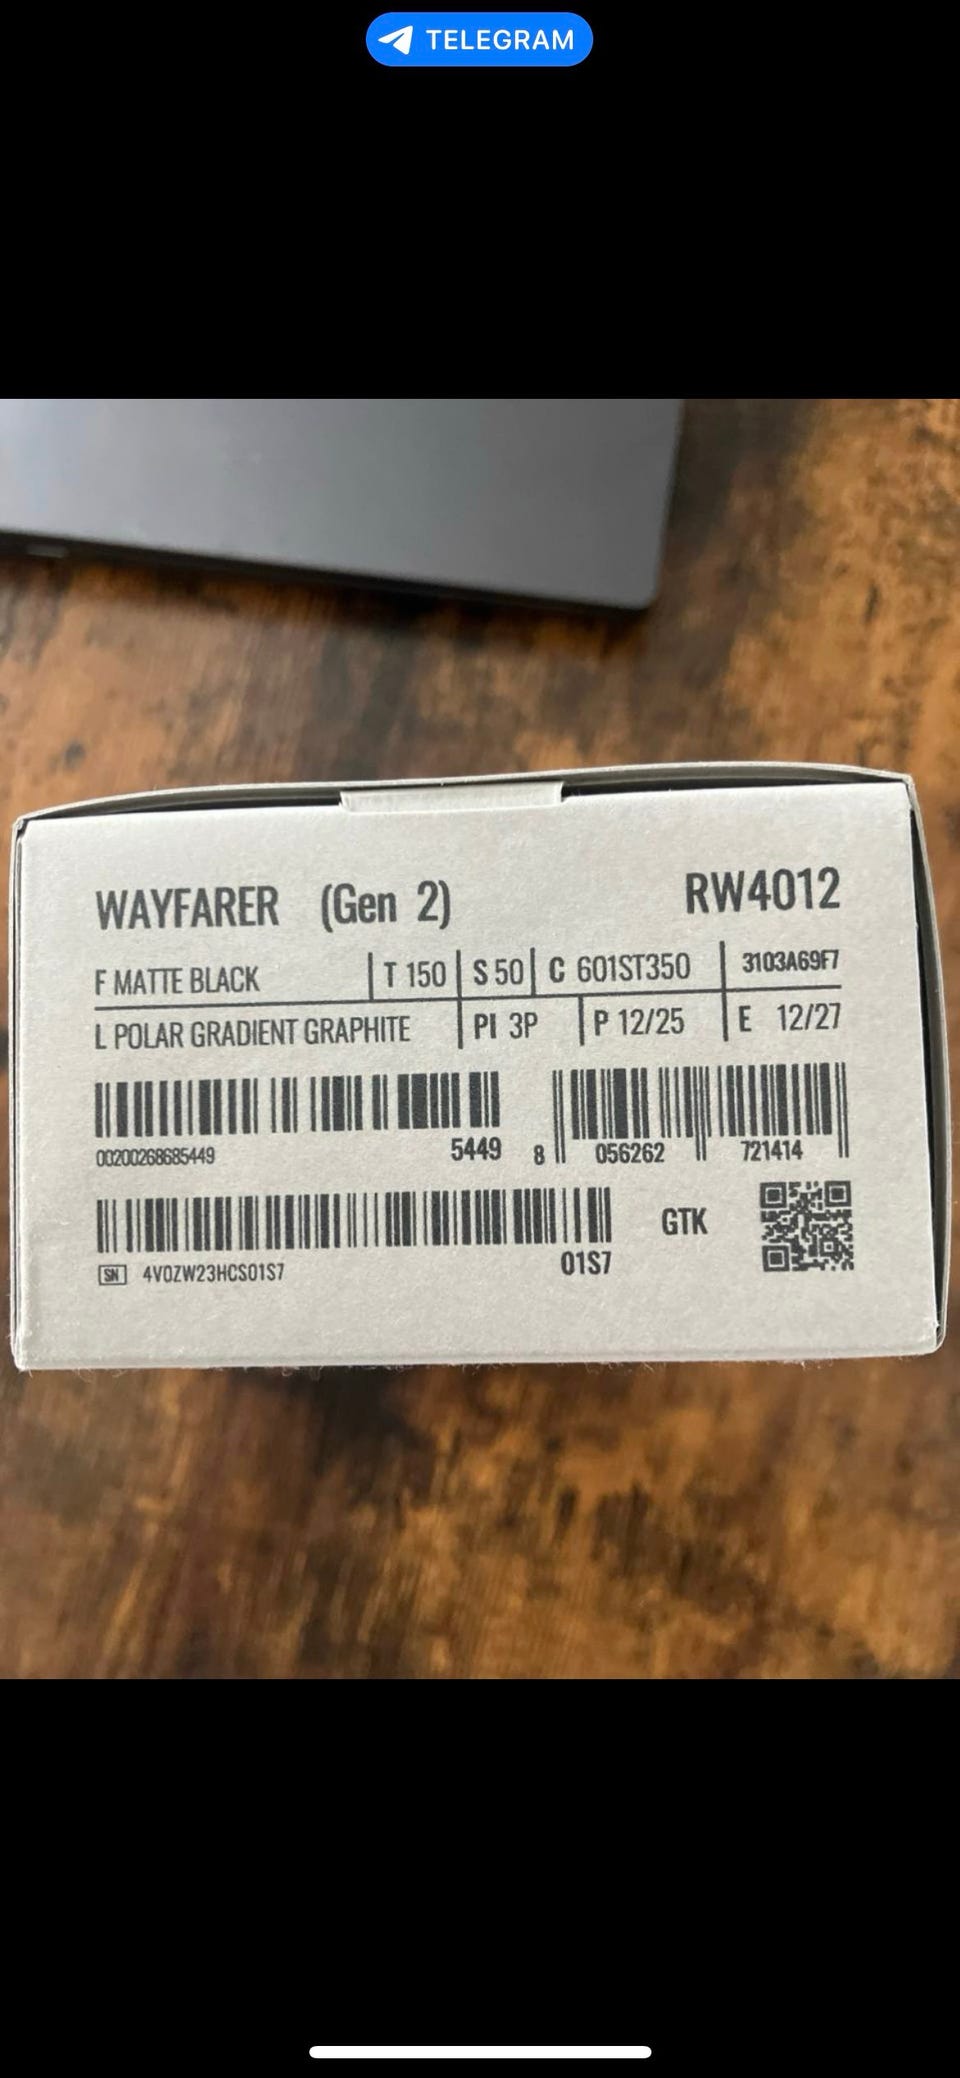 TELEGRAM
WAYFARER (Gen 2) RW4012
F MATTE BLACK T 150 S 50 C 601ST350 3103A69F7
L POLAR GRADIENT GRAPHITE PI 3P P 12/25 E 12/27
00200268685449 5449 8 056262 721414
GTK
SN 4V0ZW23HCS01S7 01S7